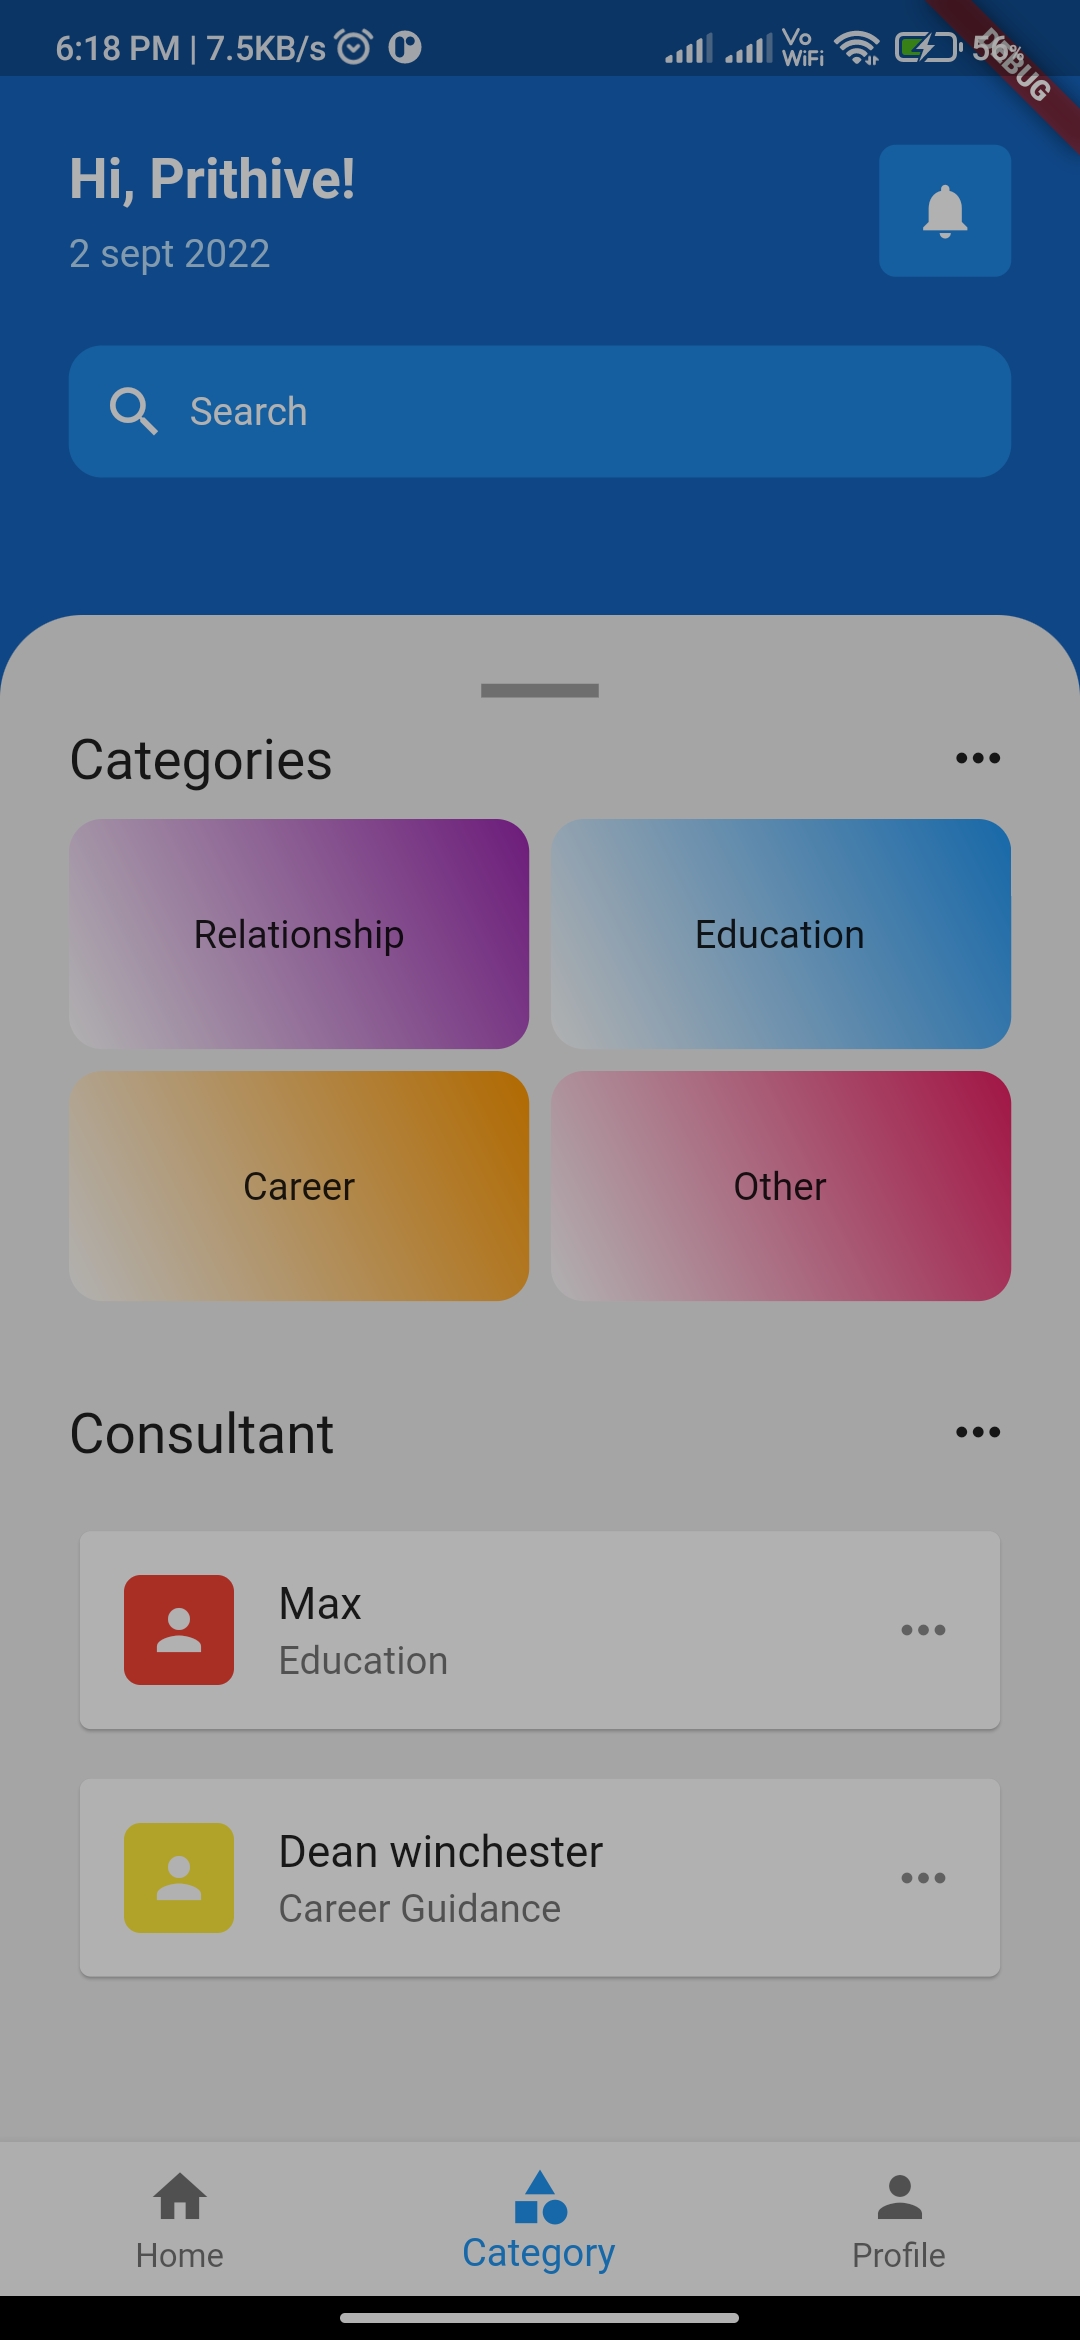 6:18 PM | 7.5KB/s
Vo
WiFi
56%
DEBUG
Hi, Prithive!
2 sept 2022
Search
Categories
Relationship
Education
Career
Other
Consultant
Max
Education
Dean winchester
Career Guidance
Home
Category
Profile